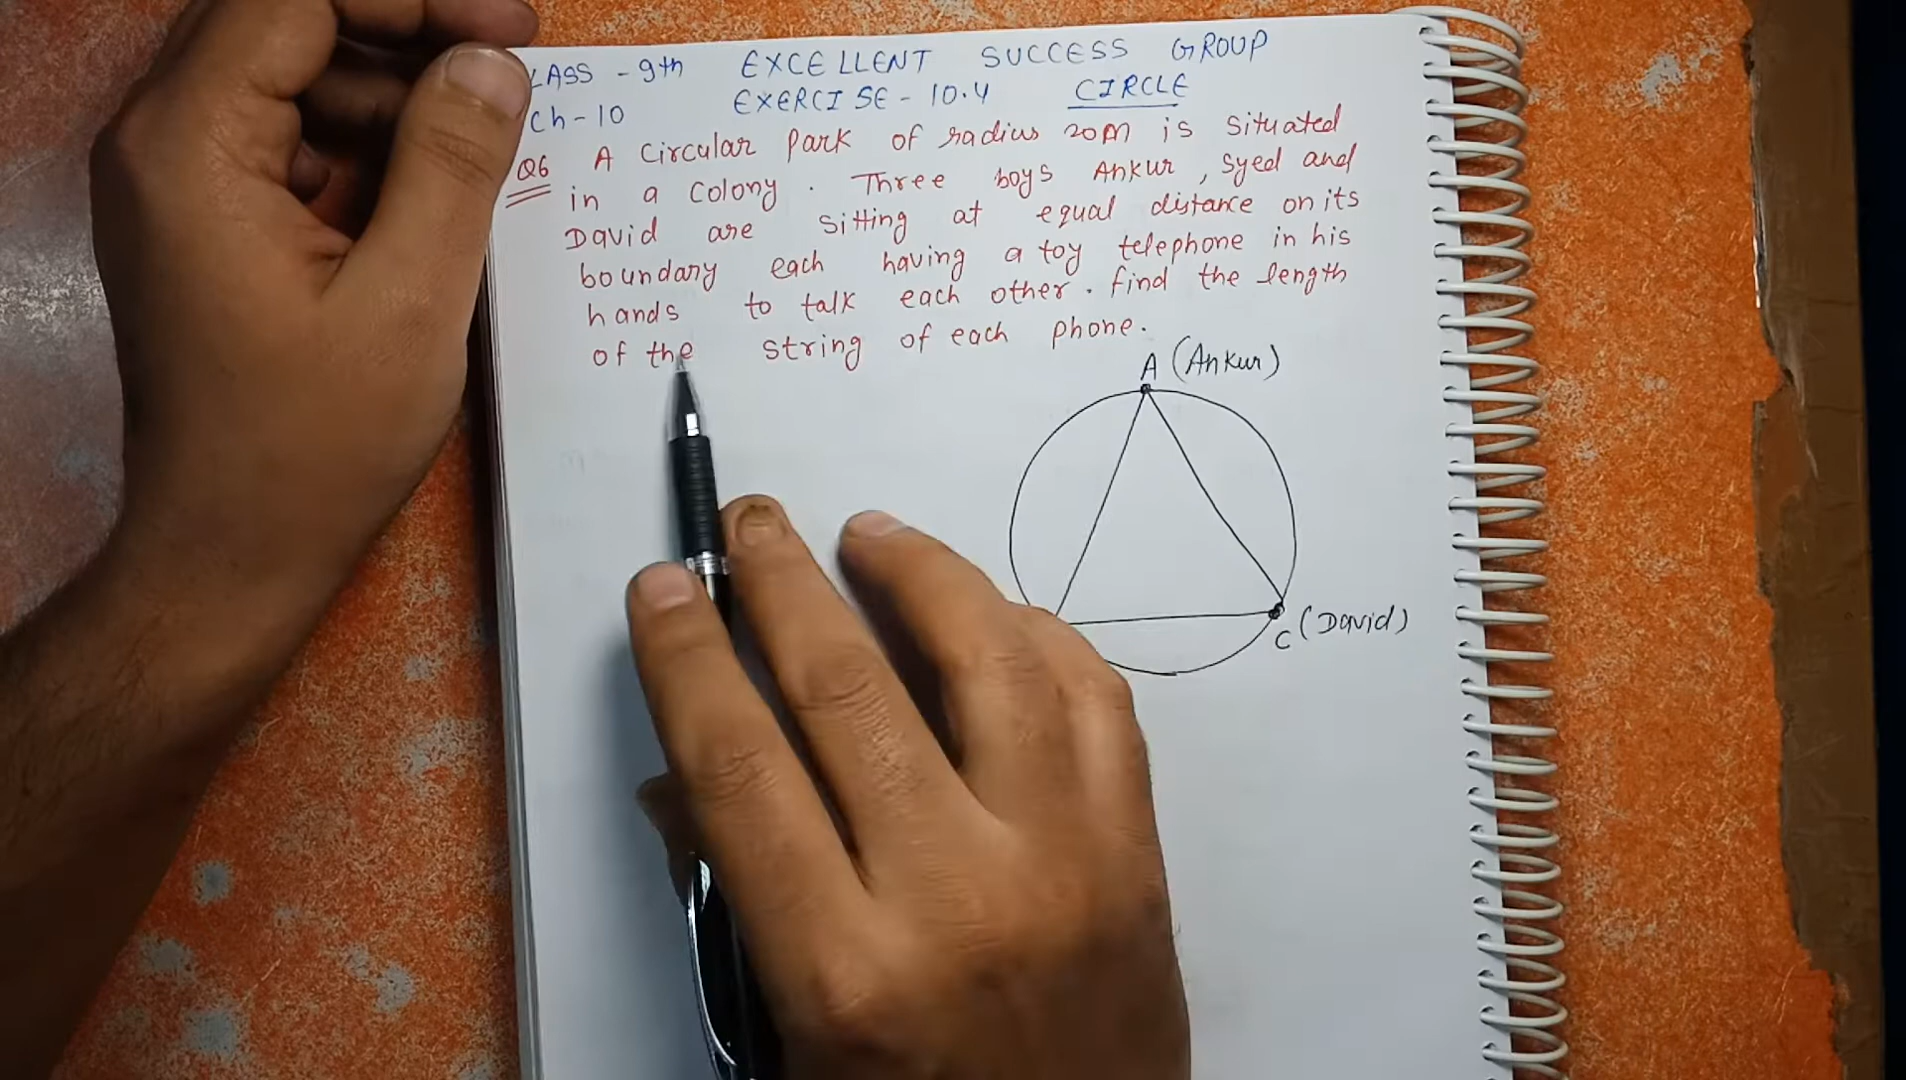 LASS - 9th EXCELLENT SUCCESS GROUP
Ch-10 EXERCISE - 10.4 CIRCLE
Q6 A Circular Park of radius 20m is situated
in a Colony. Three boys Ankur, Syed and
David are sitting at equal distance on its
boundary each having a toy telephone in his
hands to talk each other. find the length
of the string of each phone.
A (Ankur)
C (David)